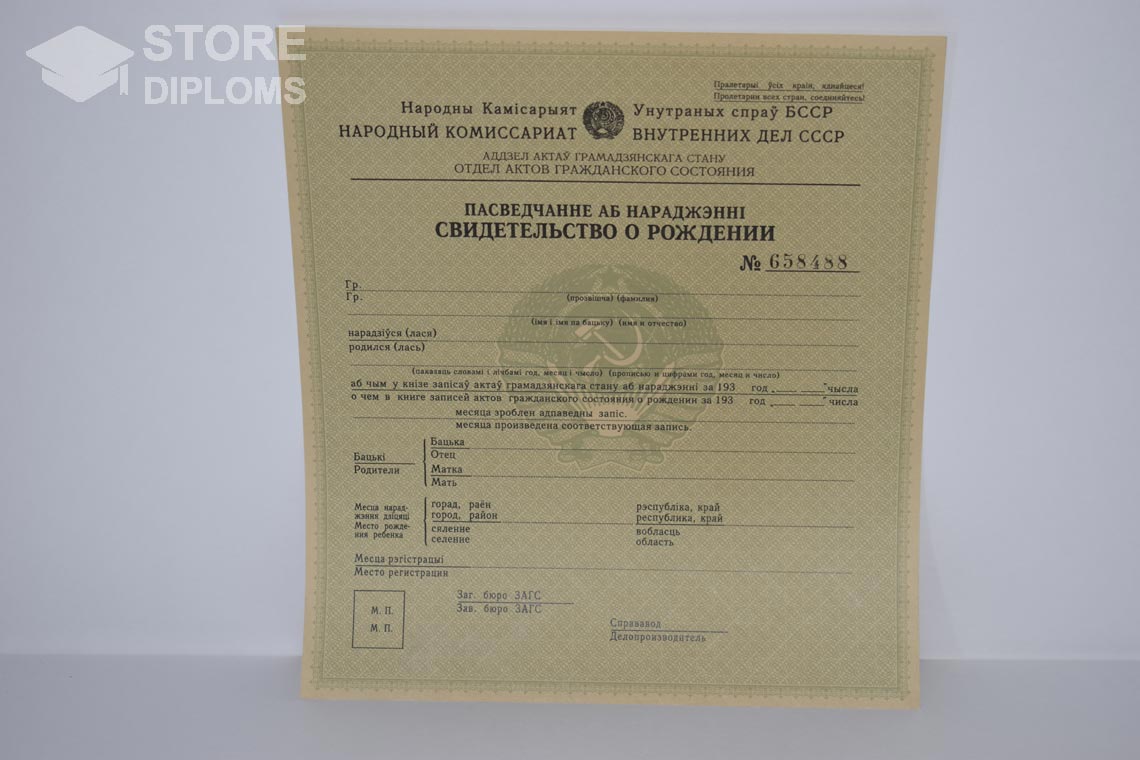 STORE
DIPLOMS
Пралетарыі ўсіх краін, яднайцеся!
Пролетарии всех стран, соединяйтесь!
Народны Камісарыят Унутраных спраў БССР
НАРОДНЫЙ КОМИССАРИАТ ВНУТРЕННИХ ДЕЛ СССР
АДДЗЕЛ АКТАЎ ГРАМАДЗЯНСКАГА СТАНУ
ОТДЕЛ АКТОВ ГРАЖДАНСКОГО СОСТОЯНИЯ
ПАСВЕДЧАННЕ АБ НАРАДЖЭННІ
СВИДЕТЕЛЬСТВО О РОЖДЕНИИ
№ 658488
Гр.
Гр. (прозвішча) (фамилия)
(імя і імя па бацьку) (имя и отчество)
нарадзіўся (лася)
родился (лась)
(паказаць словамі і лічбамі год, месяц і чысло) (прописью и цифрами год, месяц и число)
аб чым у кнізе запісаў актаў грамадзянскага стану аб нараджэнні за 193 год „ “ чысла
о чем в книге записей актов гражданского состояния о рождении за 193 год „ “ числа
месяца зроблен адпаведны запіс.
месяца произведена соответствующая запись.
Бацька
Бацькі Отец
Родители Матка
Мать
Месца нарад- горад, раён рэспубліка, край
жэння дзіцяці город, район республика, край
Место рожде- сяленне вобласць
ния ребенка селение область
Месца рэгістрацыі
Место регистрации
Заг. бюро ЗАГС
М. П. Зав. бюро ЗАГС
М. П. Справавод
Делопроизводитель